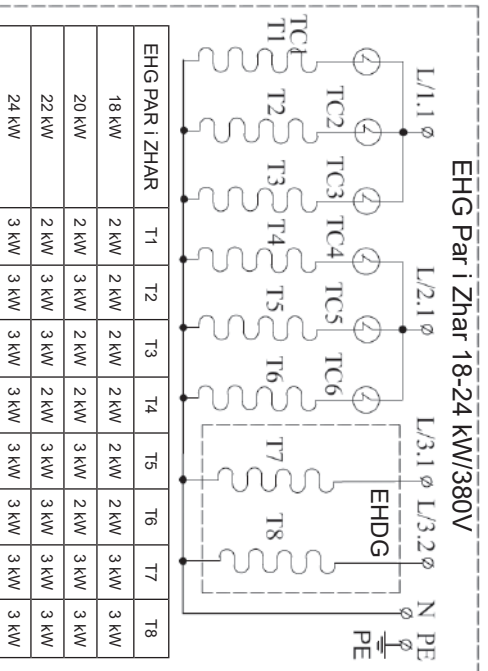 EHG Par i Zhar 18-24 kW/380V
L/1.1 L/2.1 L/3.1 L/3.2 N PE
TC1 TC2 TC3 TC4 TC5 TC6 EHDG PE
T1 T2 T3 T4 T5 T6 T7 T8
EHG PAR i ZHAR T1 T2 T3 T4 T5 T6 T7 T8
18 kW 2 kW 2 kW 2 kW 2 kW 2 kW 2 kW 3 kW 3 kW
20 kW 2 kW 3 kW 2 kW 2 kW 3 kW 2 kW 3 kW 3 kW
22 kW 2 kW 3 kW 3 kW 2 kW 3 kW 3 kW 3 kW 3 kW
24 kW 3 kW 3 kW 3 kW 3 kW 3 kW 3 kW 3 kW 3 kW